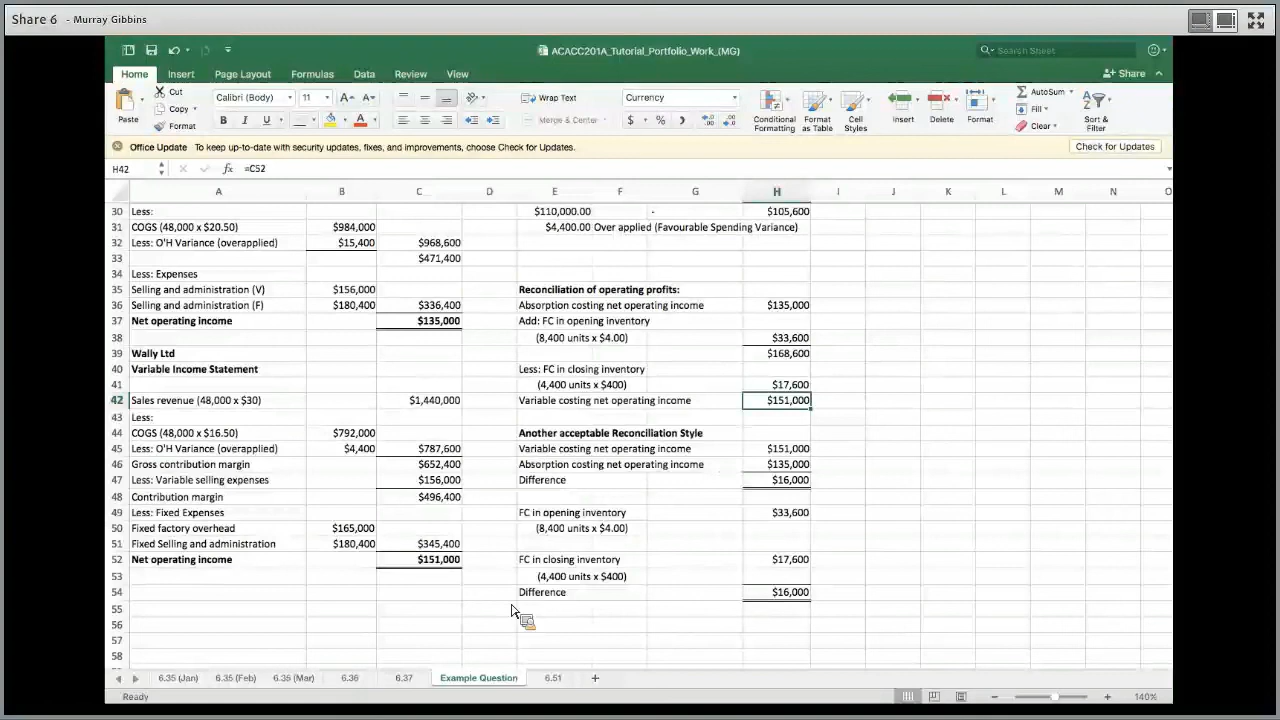 Share 6 - Murray Gibbins
ACACC201A_Tutorial_Portfolio_Work_(MG)
Search Sheet
Home Insert Page Layout Formulas Data Review View
Share
Paste
Cut
Copy
Format
Calibri (Body) 11
B I U
Wrap Text
Merge & Center
Currency
$ % )
Conditional Formatting
Format as Table
Cell Styles
Insert
Delete
Format
AutoSum
Fill
Clear
Sort & Filter
Office Update To keep up-to-date with security updates, fixes, and improvements, choose Check for Updates. Check for Updates
H42 fx =C52
A B C D E F G H I J K L M N O
30 Less: $110,000.00 - $105,600
31 COGS (48,000 x $20.50) $984,000 $4,400.00 Over applied (Favourable Spending Variance)
32 Less: O'H Variance (overapplied) $15,400 $968,600
33 $471,400
34 Less: Expenses
35 Selling and administration (V) $156,000 Reconciliation of operating profits:
36 Selling and administration (F) $180,400 $336,400 Absorption costing net operating income $135,000
37 Net operating income $135,000 Add: FC in opening inventory
38 (8,400 units x $4.00) $33,600
39 Wally Ltd $168,600
40 Variable Income Statement Less: FC in closing inventory
41 (4,400 units x $400) $17,600
42 Sales revenue (48,000 x $30) $1,440,000 Variable costing net operating income $151,000
43 Less:
44 COGS (48,000 x $16.50) $792,000 Another acceptable Reconciliation Style
45 Less: O'H Variance (overapplied) $4,400 $787,600 Variable costing net operating income $151,000
46 Gross contribution margin $652,400 Absorption costing net operating income $135,000
47 Less: Variable selling expenses $156,000 Difference $16,000
48 Contribution margin $496,400
49 Less: Fixed Expenses FC in opening inventory $33,600
50 Fixed factory overhead $165,000 (8,400 units x $4.00)
51 Fixed Selling and administration $180,400 $345,400
52 Net operating income $151,000 FC in closing inventory $17,600
53 (4,400 units x $400)
54 Difference $16,000
55
56
57
58
6.35 (Jan) 6.35 (Feb) 6.35 (Mar) 6.36 6.37 Example Question 6.51 +
Ready 140%